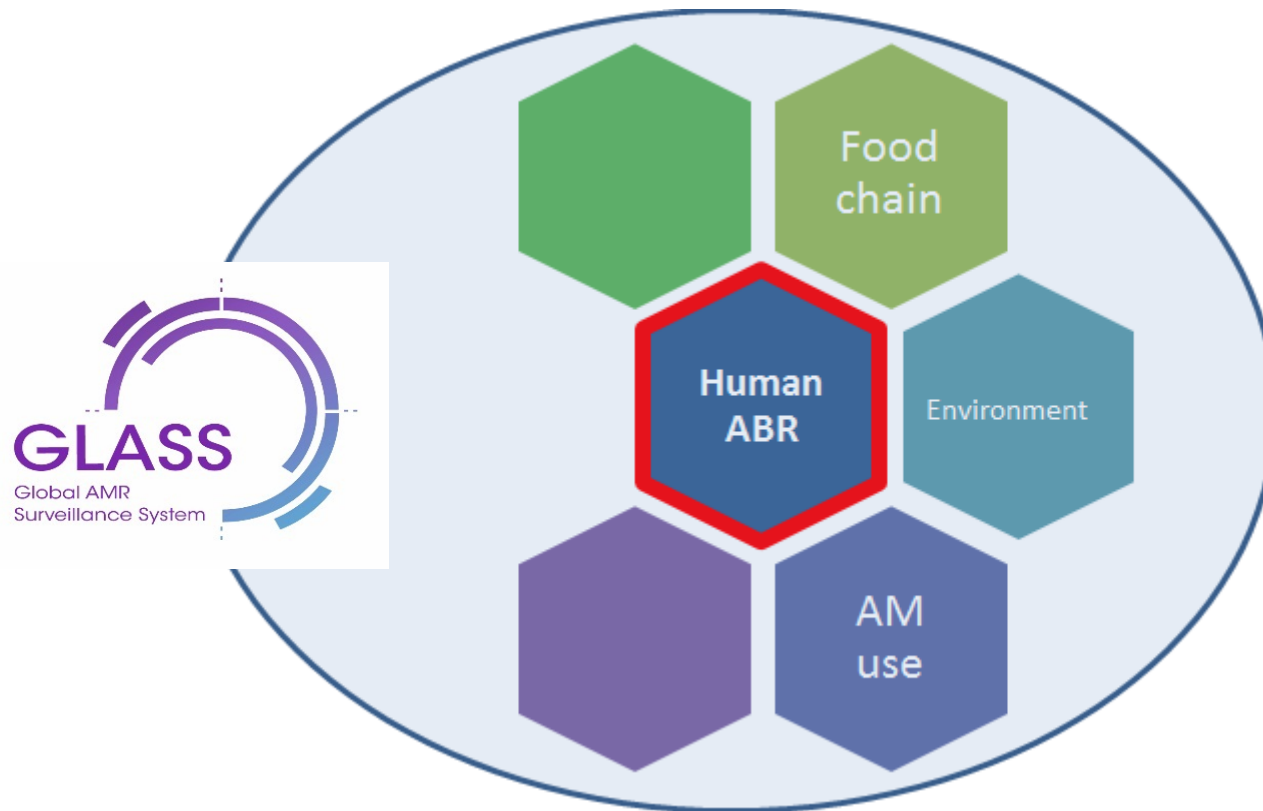 Food
chain
Human
ABR
Environment
GLASS
Global AMR
Surveillance System
AM
use